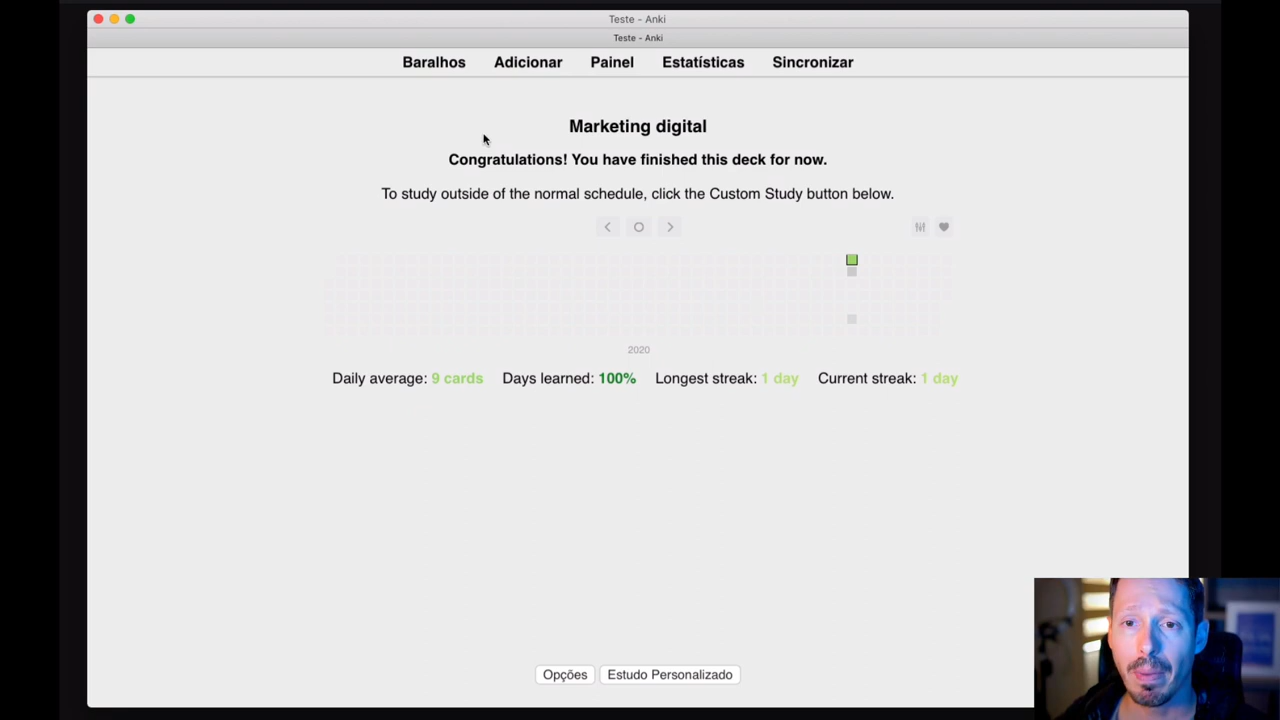 Teste - Anki
Teste - Anki
Baralhos Adicionar Painel Estatísticas Sincronizar
Marketing digital
Congratulations! You have finished this deck for now.
To study outside of the normal schedule, click the Custom Study button below.
2020
Daily average: 9 cards Days learned: 100% Longest streak: 1 day Current streak: 1 day
Opções Estudo Personalizado